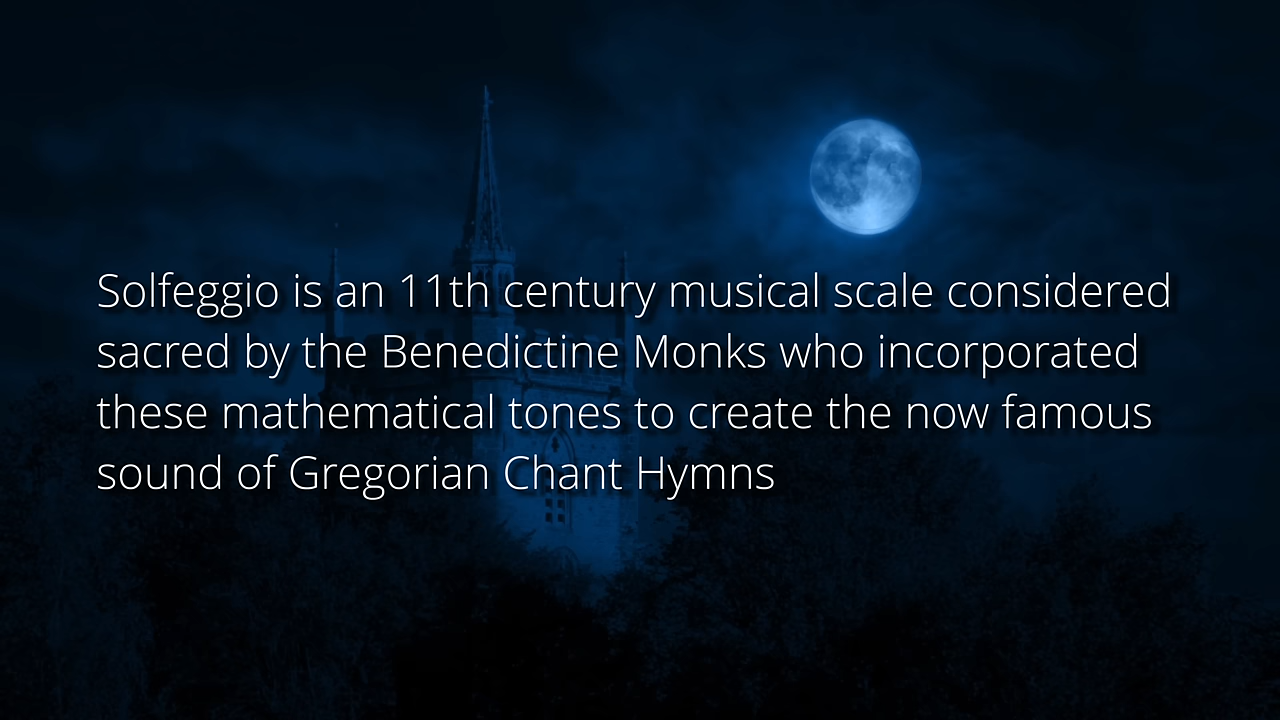 Solfeggio is an 11th century musical scale considered
sacred by the Benedictine Monks who incorporated
these mathematical tones to create the now famous
sound of Gregorian Chant Hymns